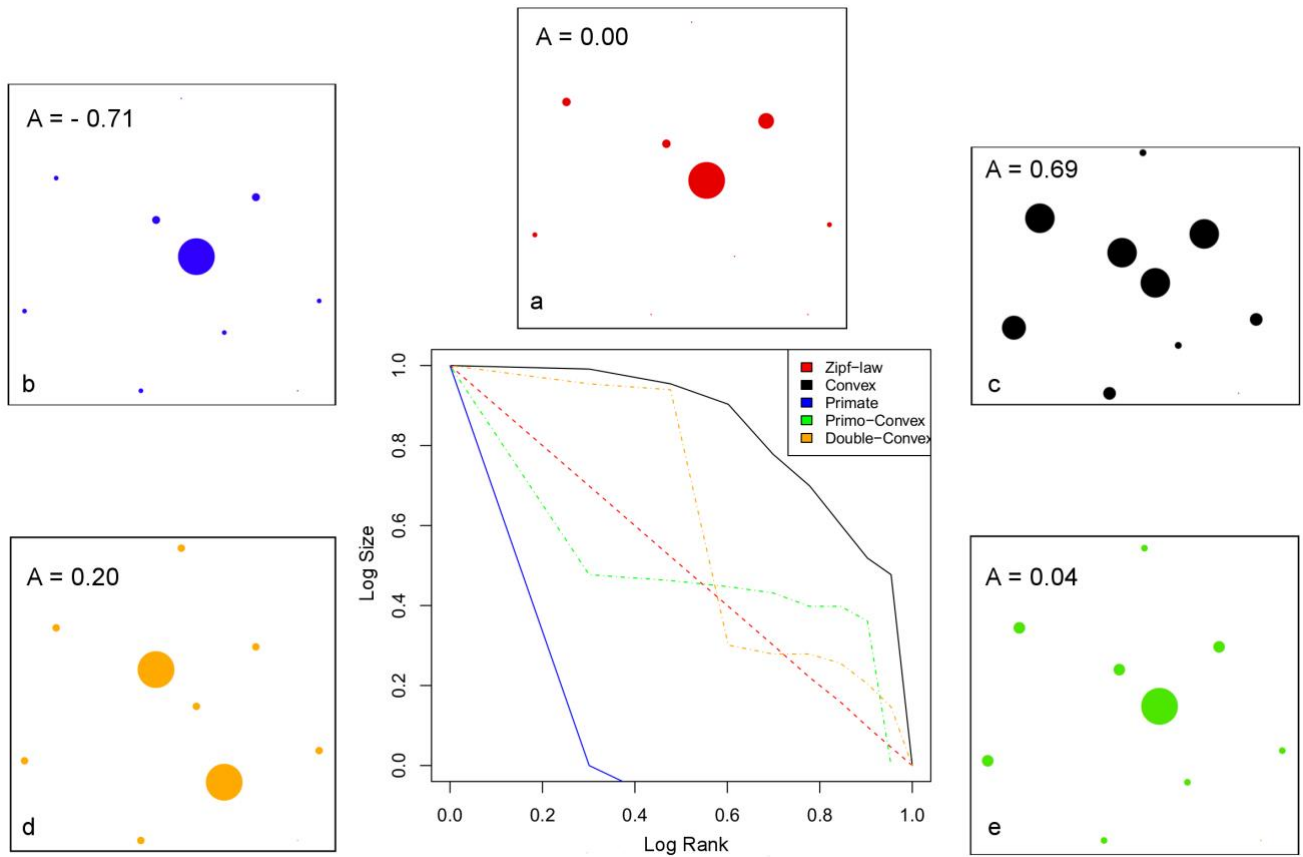 A = 0.00
a
A = - 0.71
b
A = 0.69
c
Zipf-law
Convex
Primate
Primo-Convex
Double-Convex
1.0
0.8
0.6
0.4
0.2
0.0
Log Size
0.0 0.2 0.4 0.6 0.8 1.0
Log Rank
A = 0.20
d
A = 0.04
e